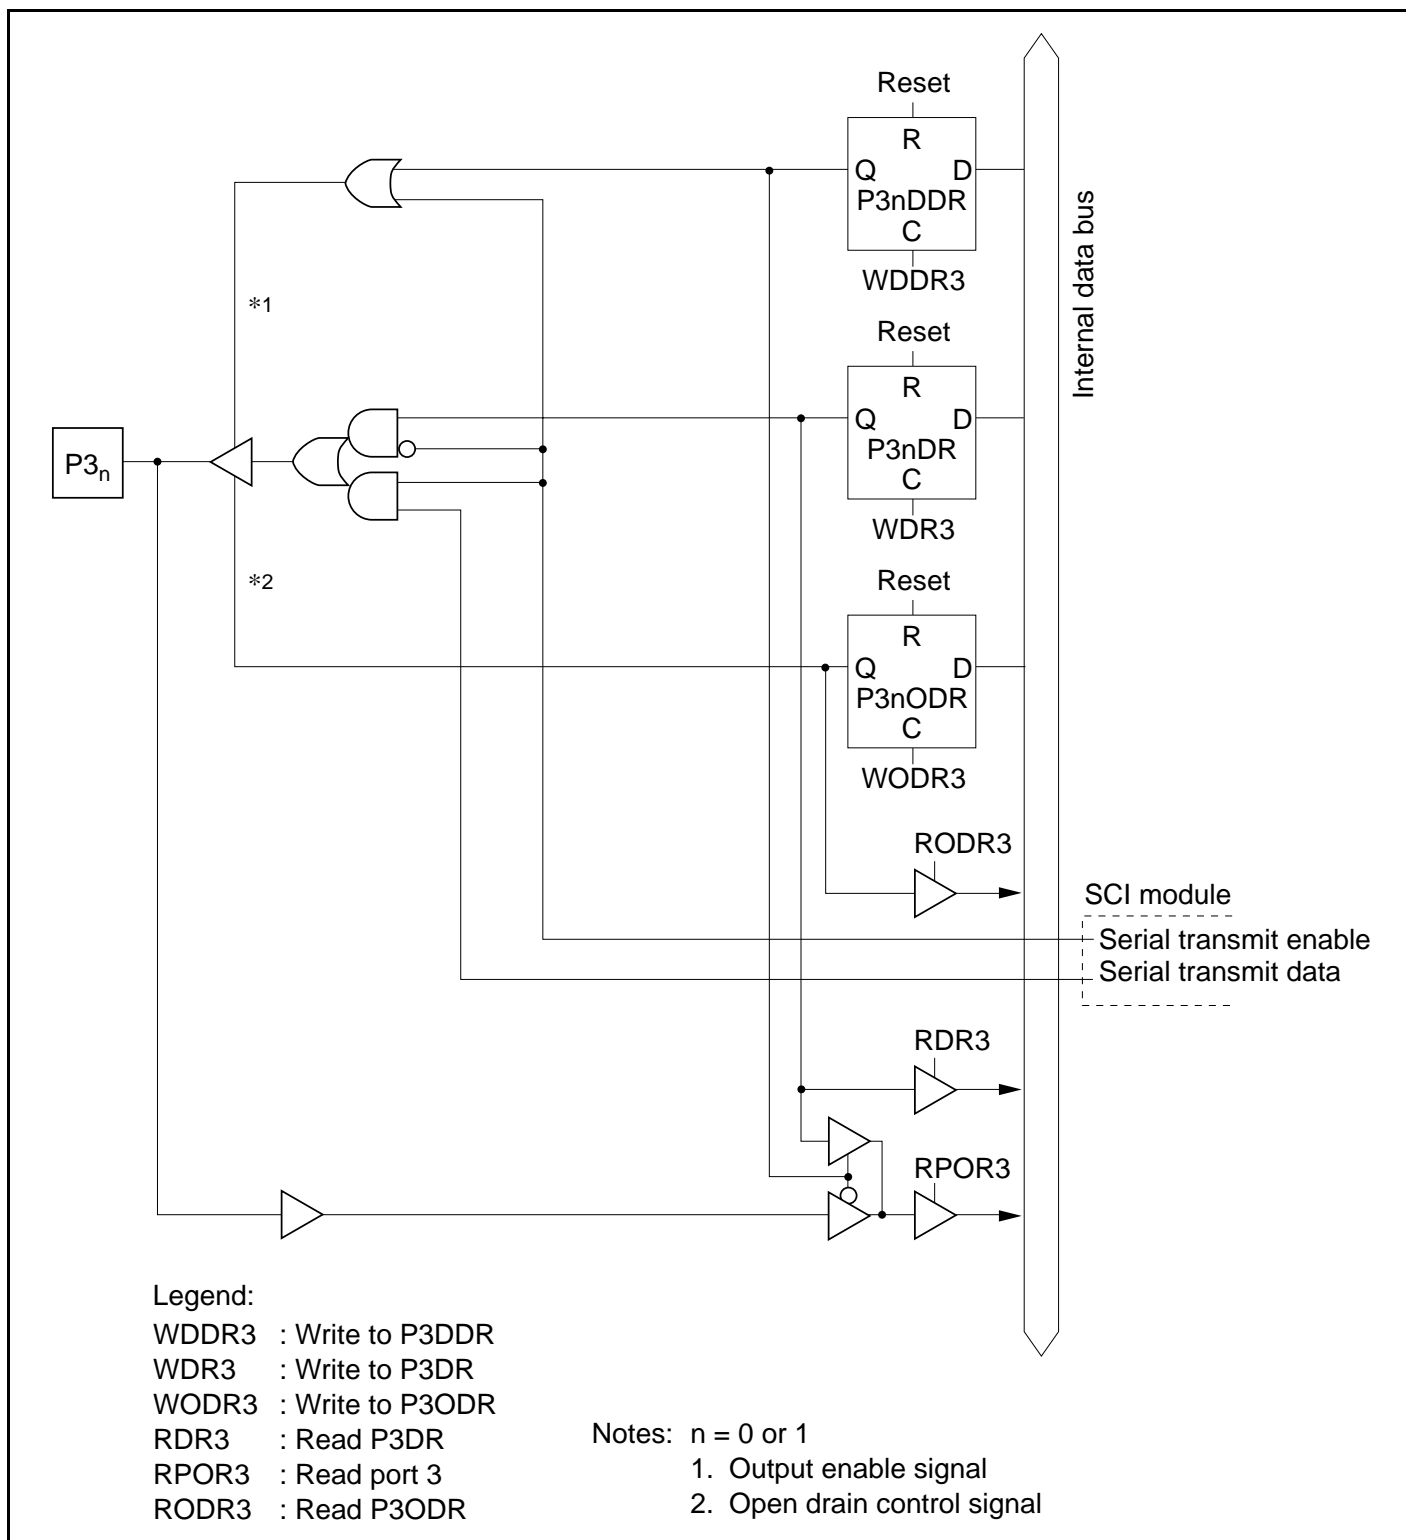 Reset
R
Q D
P3nDDR
C
WDDR3
Internal data bus
*1
Reset
R
Q D
P3nDR
C
WDR3
P3n
*2
Reset
R
Q D
P3nODR
C
WODR3
RODR3
SCI module
Serial transmit enable
Serial transmit data
RDR3
RPOR3
Legend:
WDDR3 : Write to P3DDR
WDR3 : Write to P3DR
WODR3 : Write to P3ODR
RDR3 : Read P3DR
RPOR3 : Read port 3
RODR3 : Read P3ODR
Notes: n = 0 or 1
1. Output enable signal
2. Open drain control signal